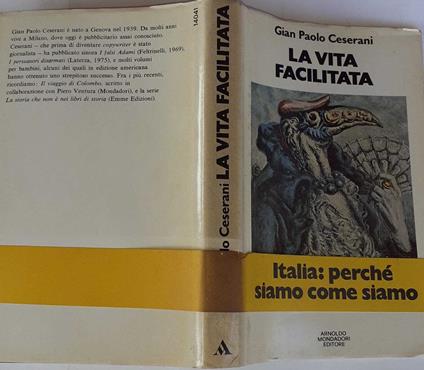 Gian Paolo Ceserani è nato a Genova nel 1939. Da molti anni
vive a Milano, dove oggi è pubblicitario assai conosciuto.
Ceserani – che prima di diventare copywriter è stato
giornalista – ha pubblicato sinora I falsi Adami (Feltrinelli, 1969),
I persuasori disarmati (Laterza, 1975), e molti volumi
per bambini, alcuni dei quali in edizione americana
hanno ottenuto uno strepitoso successo. Fra i più recenti,
ricordiamo: Il viaggio di Colombo, scritto in
collaborazione con Piero Ventura (Mondadori), e la serie
La storia che non è nei libri di storia (Emme Edizioni).
14041
lo Ceserani LA VITA FACILITATA
Gian Paolo Ceserani
LA VITA
FACILITATA
Italia: perché
siamo come siamo
ARNOLDO
MONDADORI
EDITORE